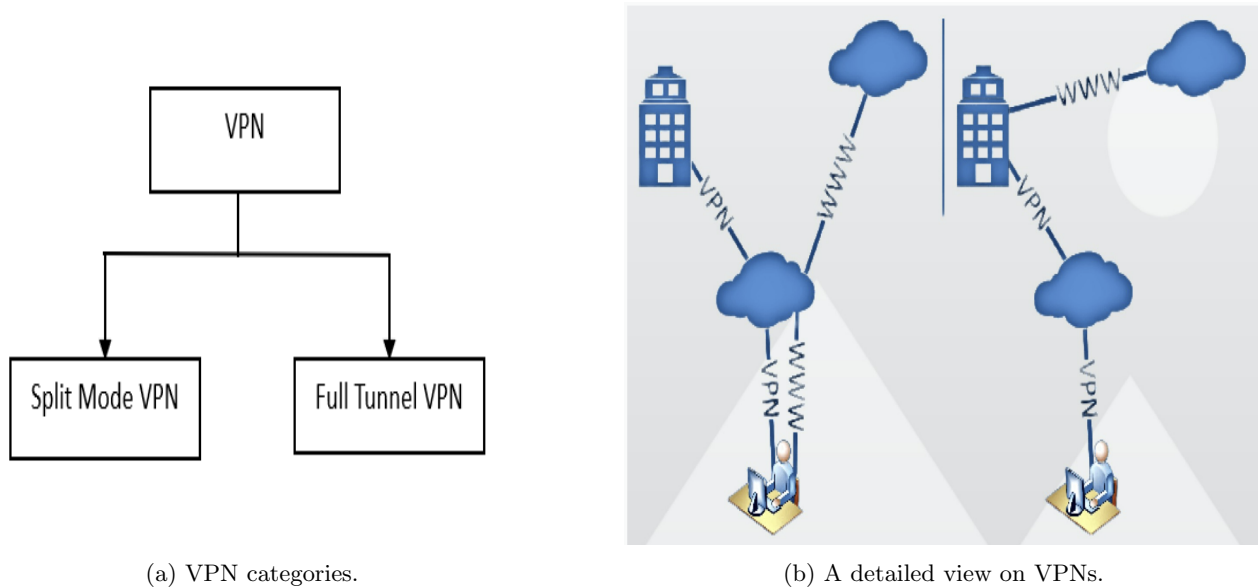 VPN
Split Mode VPN
Full Tunnel VPN
(a) VPN categories.
VPN
WWW
VPN
WWW
WWW
VPN
VPN
(b) A detailed view on VPNs.